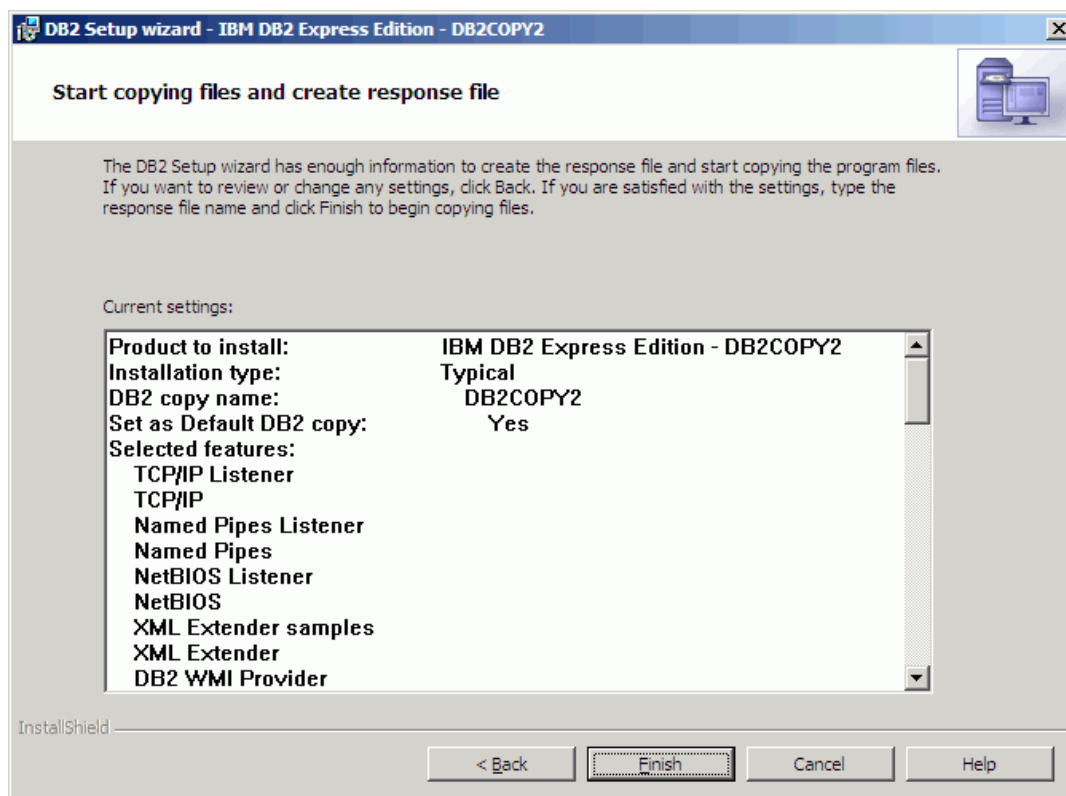 DB2 Setup wizard - IBM DB2 Express Edition - DB2COPY2
Start copying files and create response file
The DB2 Setup wizard has enough information to create the response file and start copying the program files.
If you want to review or change any settings, click Back. If you are satisfied with the settings, type the
response file name and click Finish to begin copying files.
Current settings:
Product to install: IBM DB2 Express Edition - DB2COPY2
Installation type: Typical
DB2 copy name: DB2COPY2
Set as Default DB2 copy: Yes
Selected features:
TCP/IP Listener
TCP/IP
Named Pipes Listener
Named Pipes
NetBIOS Listener
NetBIOS
XML Extender samples
XML Extender
DB2 WMI Provider
InstallShield
< Back Finish Cancel Help